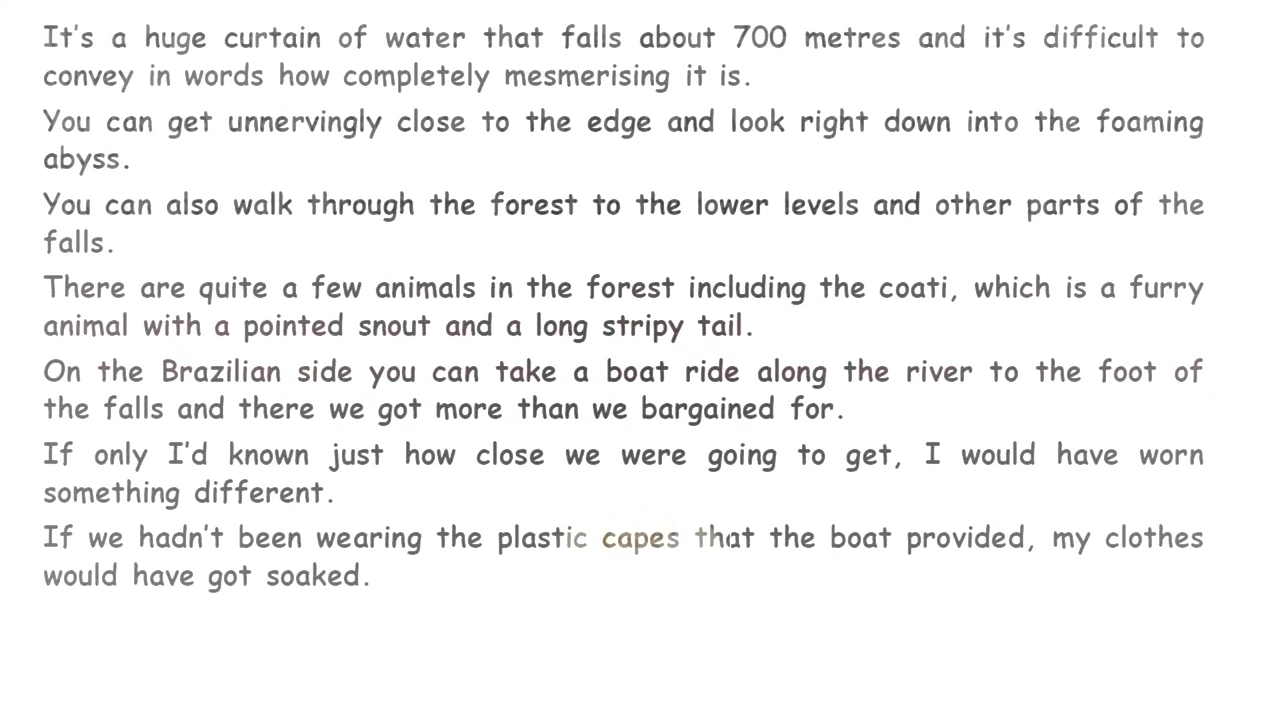 It's a huge curtain of water that falls about 700 metres and it's difficult to
convey in words how completely mesmerising it is.
You can get unnervingly close to the edge and look right down into the foaming
abyss.
You can also walk through the forest to the lower levels and other parts of the
falls.
There are quite a few animals in the forest including the coati, which is a furry
animal with a pointed snout and a long stripy tail.
On the Brazilian side you can take a boat ride along the river to the foot of
the falls and there we got more than we bargained for.
If only I'd known just how close we were going to get, I would have worn
something different.
If we hadn't been wearing the plastic capes that the boat provided, my clothes
would have got soaked.